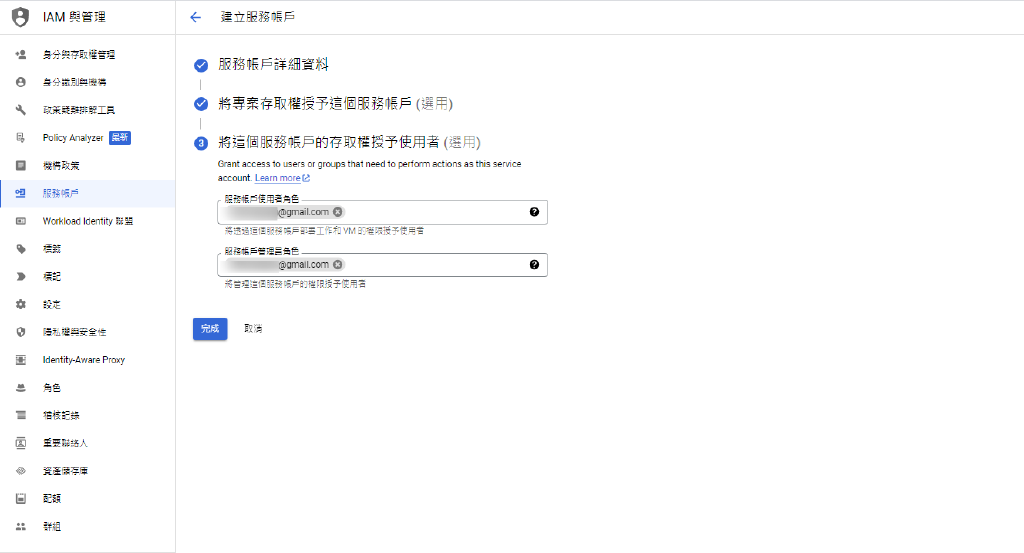 IAM 與管理
建立服務帳戶
身分與存取權管理
身分識別與機構
政策疑難排解工具
Policy Analyzer 最新
機構政策
服務帳戶
Workload Identity 聯盟
標籤
標記
設定
隱私權與安全性
Identity-Aware Proxy
角色
稽核記錄
重要聯絡人
資產儲存庫
配額
群組
服務帳戶詳細資料
將專案存取權授予這個服務帳戶 (選用)
3 將這個服務帳戶的存取權授予使用者 (選用)
Grant access to users or groups that need to perform actions as this service
account. Learn more
服務帳戶使用者角色
@gmail.com
將透過這個服務帳戶部署工作和 VM 的權限授予使用者
服務帳戶管理員角色
@gmail.com
將管理這個服務帳戶的權限授予使用者
完成 取消